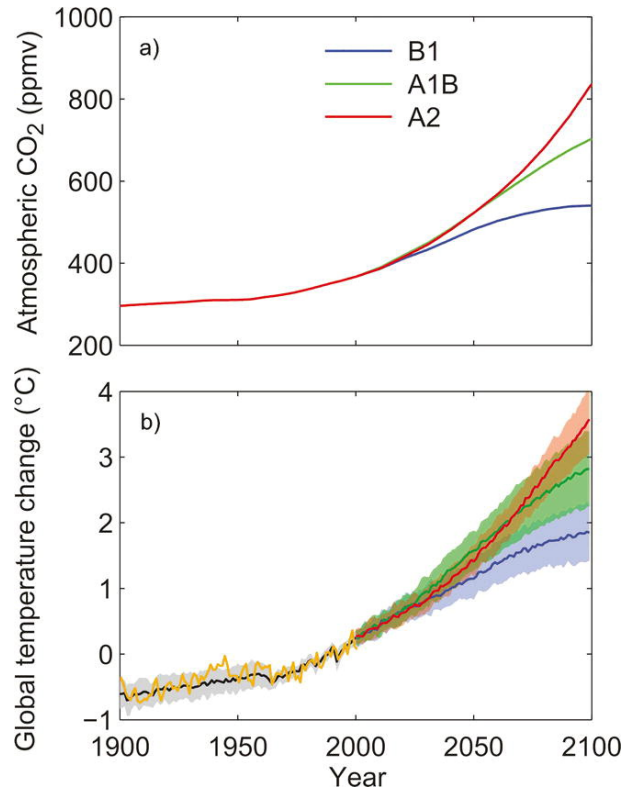 Atmospheric CO₂ (ppmv)
1000
800
600
400
200
a)
B1
A1B
A2
Global temperature change (°C)
4
3
2
1
0
−1
b)
1900 1950 2000 2050 2100
Year